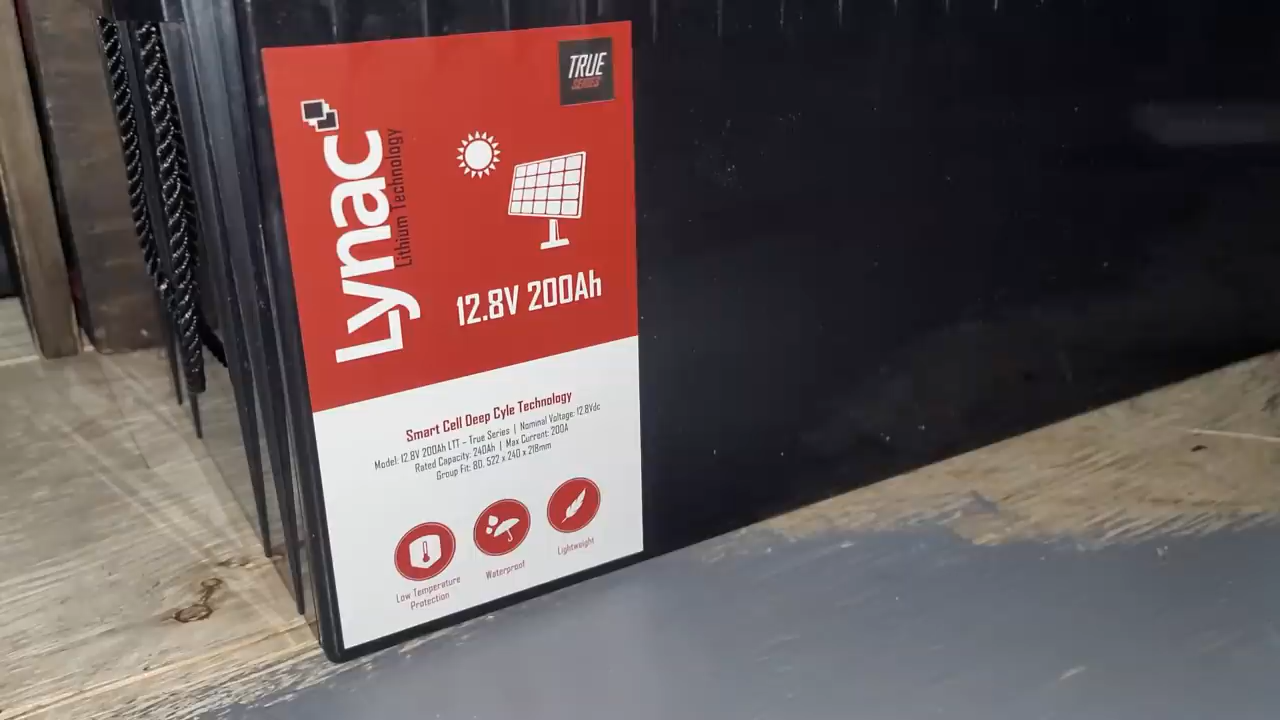 TRUE
SERIES
Lynac
Lithium Technology
12.8V 200Ah
Smart Cell Deep Cyle Technology
Model: 12.8V 200Ah LTT - True Series | Nominal Voltage: 12.8Vdc
Rated Capacity: 240Ah | Max Current: 200A
Group Fit: 8D, 522 x 240 x 218mm
Low Temperature
Protection
Waterproof
Lightweight